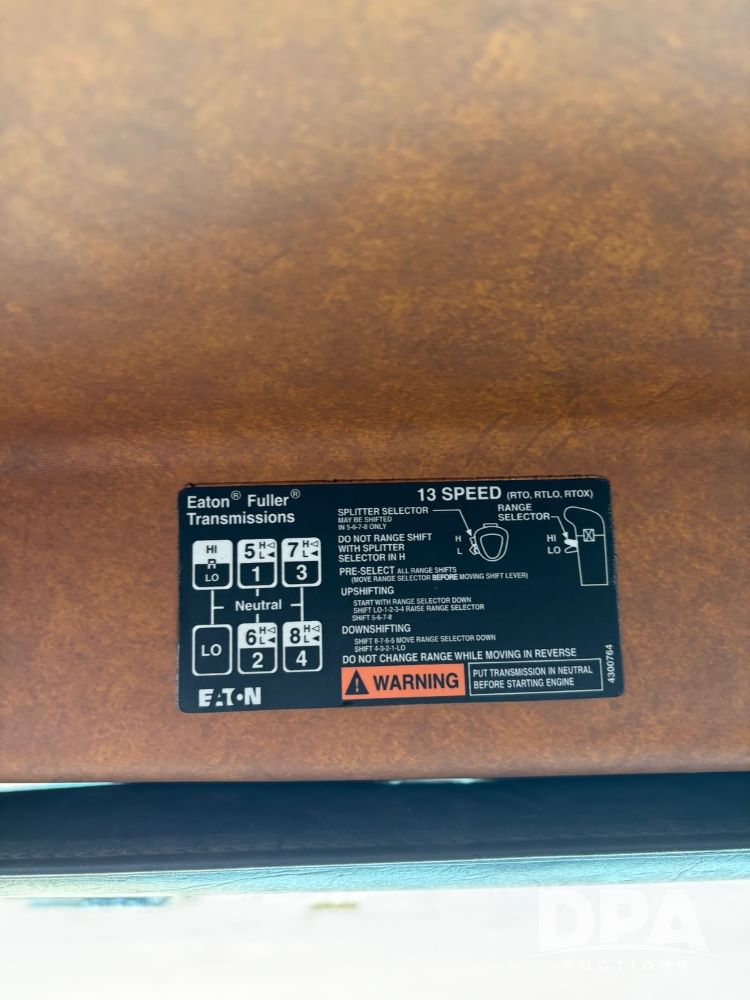 Eaton® Fuller®
Transmissions
13 SPEED (RTO, RTLO, RTOX)
HI
R
LO
5 H◁
L◀
1
7 H◁
L◀
3
Neutral
LO
6 H◁
L◀
2
8 H◁
L◀
4
EATON
SPLITTER SELECTOR
MAY BE SHIFTED
IN 5-6-7-8 ONLY
H
L
RANGE
SELECTOR
HI
LO
DO NOT RANGE SHIFT
WITH SPLITTER
SELECTOR IN H
PRE-SELECT ALL RANGE SHIFTS
(MOVE RANGE SELECTOR BEFORE MOVING SHIFT LEVER)
UPSHIFTING
START WITH RANGE SELECTOR DOWN
SHIFT LO-1-2-3-4 RAISE RANGE SELECTOR
SHIFT 5-6-7-8
DOWNSHIFTING
SHIFT 8-7-6-5 MOVE RANGE SELECTOR DOWN
SHIFT 4-3-2-1-LO
DO NOT CHANGE RANGE WHILE MOVING IN REVERSE
WARNING
PUT TRANSMISSION IN NEUTRAL
BEFORE STARTING ENGINE
4300764
DPA
AUCTIONS